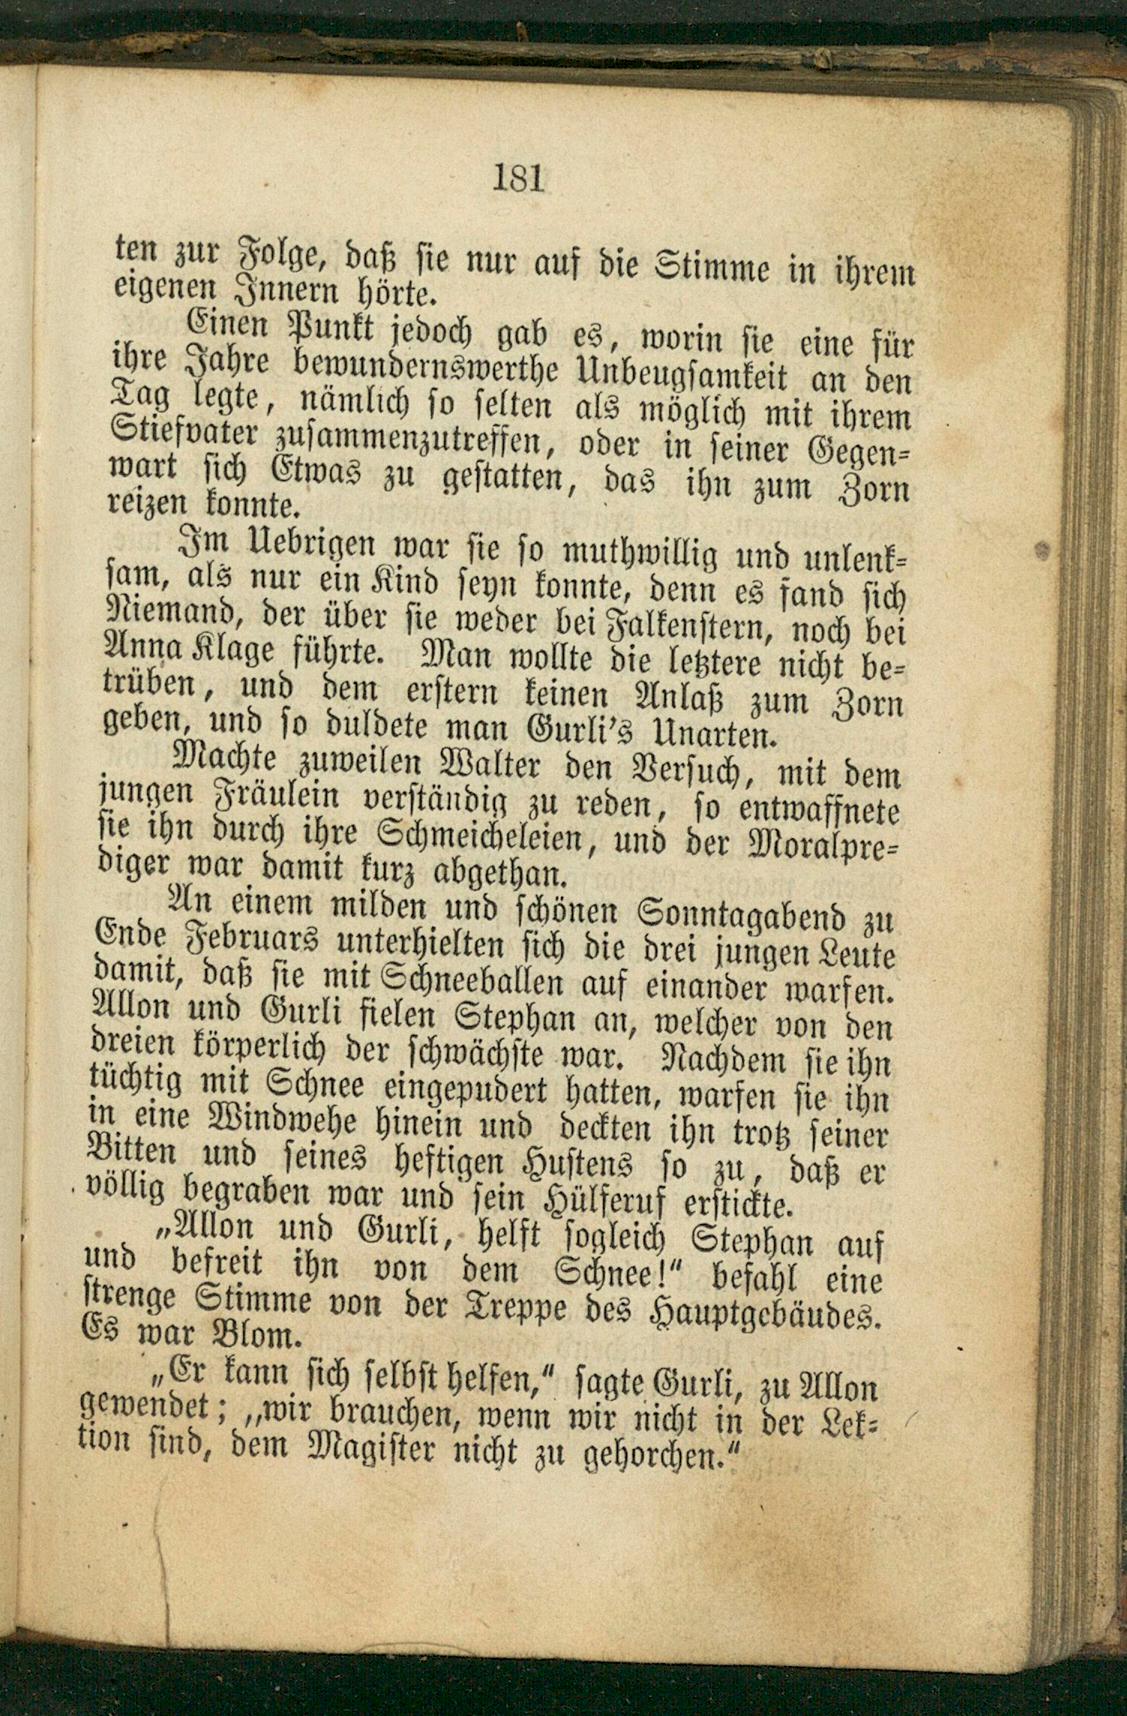 181
ten zur Folge, daß sie nur auf die Stimme in ihrem
eigenen Innern hörte.
Einen Punkt jedoch gab es, worin sie eine für
ihre Jahre bewundernswerthe Unbeugsamkeit an den
Tag legte, nämlich so selten als möglich mit ihrem
Stiefvater zusammenzutreffen, oder in seiner Gegen-
wart sich Etwas zu gestatten, das ihn zum Zorn
reizen konnte.
Im Uebrigen war sie so muthwillig und unlenk-
sam, als nur ein Kind seyn konnte, denn es fand sich
Niemand, der über sie weder bei Falkenstern, noch bei
Anna Klage führte. Man wollte die letztere nicht be-
trüben, und dem erstern keinen Anlaß zum Zorn
geben, und so duldete man Gurli's Unarten.
Machte zuweilen Walter den Versuch, mit dem
jungen Fräulein verständig zu reden, so entwaffnete
sie ihn durch ihre Schmeicheleien, und der Moralpre-
diger war damit kurz abgethan.
An einem milden und schönen Sonntagabend zu
Ende Februars unterhielten sich die drei jungen Leute
damit, daß sie mit Schneeballen auf einander warfen.
Allon und Gurli fielen Stephan an, welcher von den
dreien körperlich der schwächste war. Nachdem sie ihn
tüchtig mit Schnee eingepudert hatten, warfen sie ihn
in eine Windwehe hinein und deckten ihn trotz seiner
Bitten und seines heftigen Hustens so zu, daß er
völlig begraben war und sein Hülferuf erstickte.
„Allon und Gurli, helft sogleich Stephan auf
und befreit ihn von dem Schnee!“ befahl eine
strenge Stimme von der Treppe des Hauptgebäudes.
Es war Blom.
„Er kann sich selbst helfen,“ sagte Gurli, zu Allon
gewendet; „wir brauchen, wenn wir nicht in der Lek-
tion sind, dem Magister nicht zu gehorchen.“